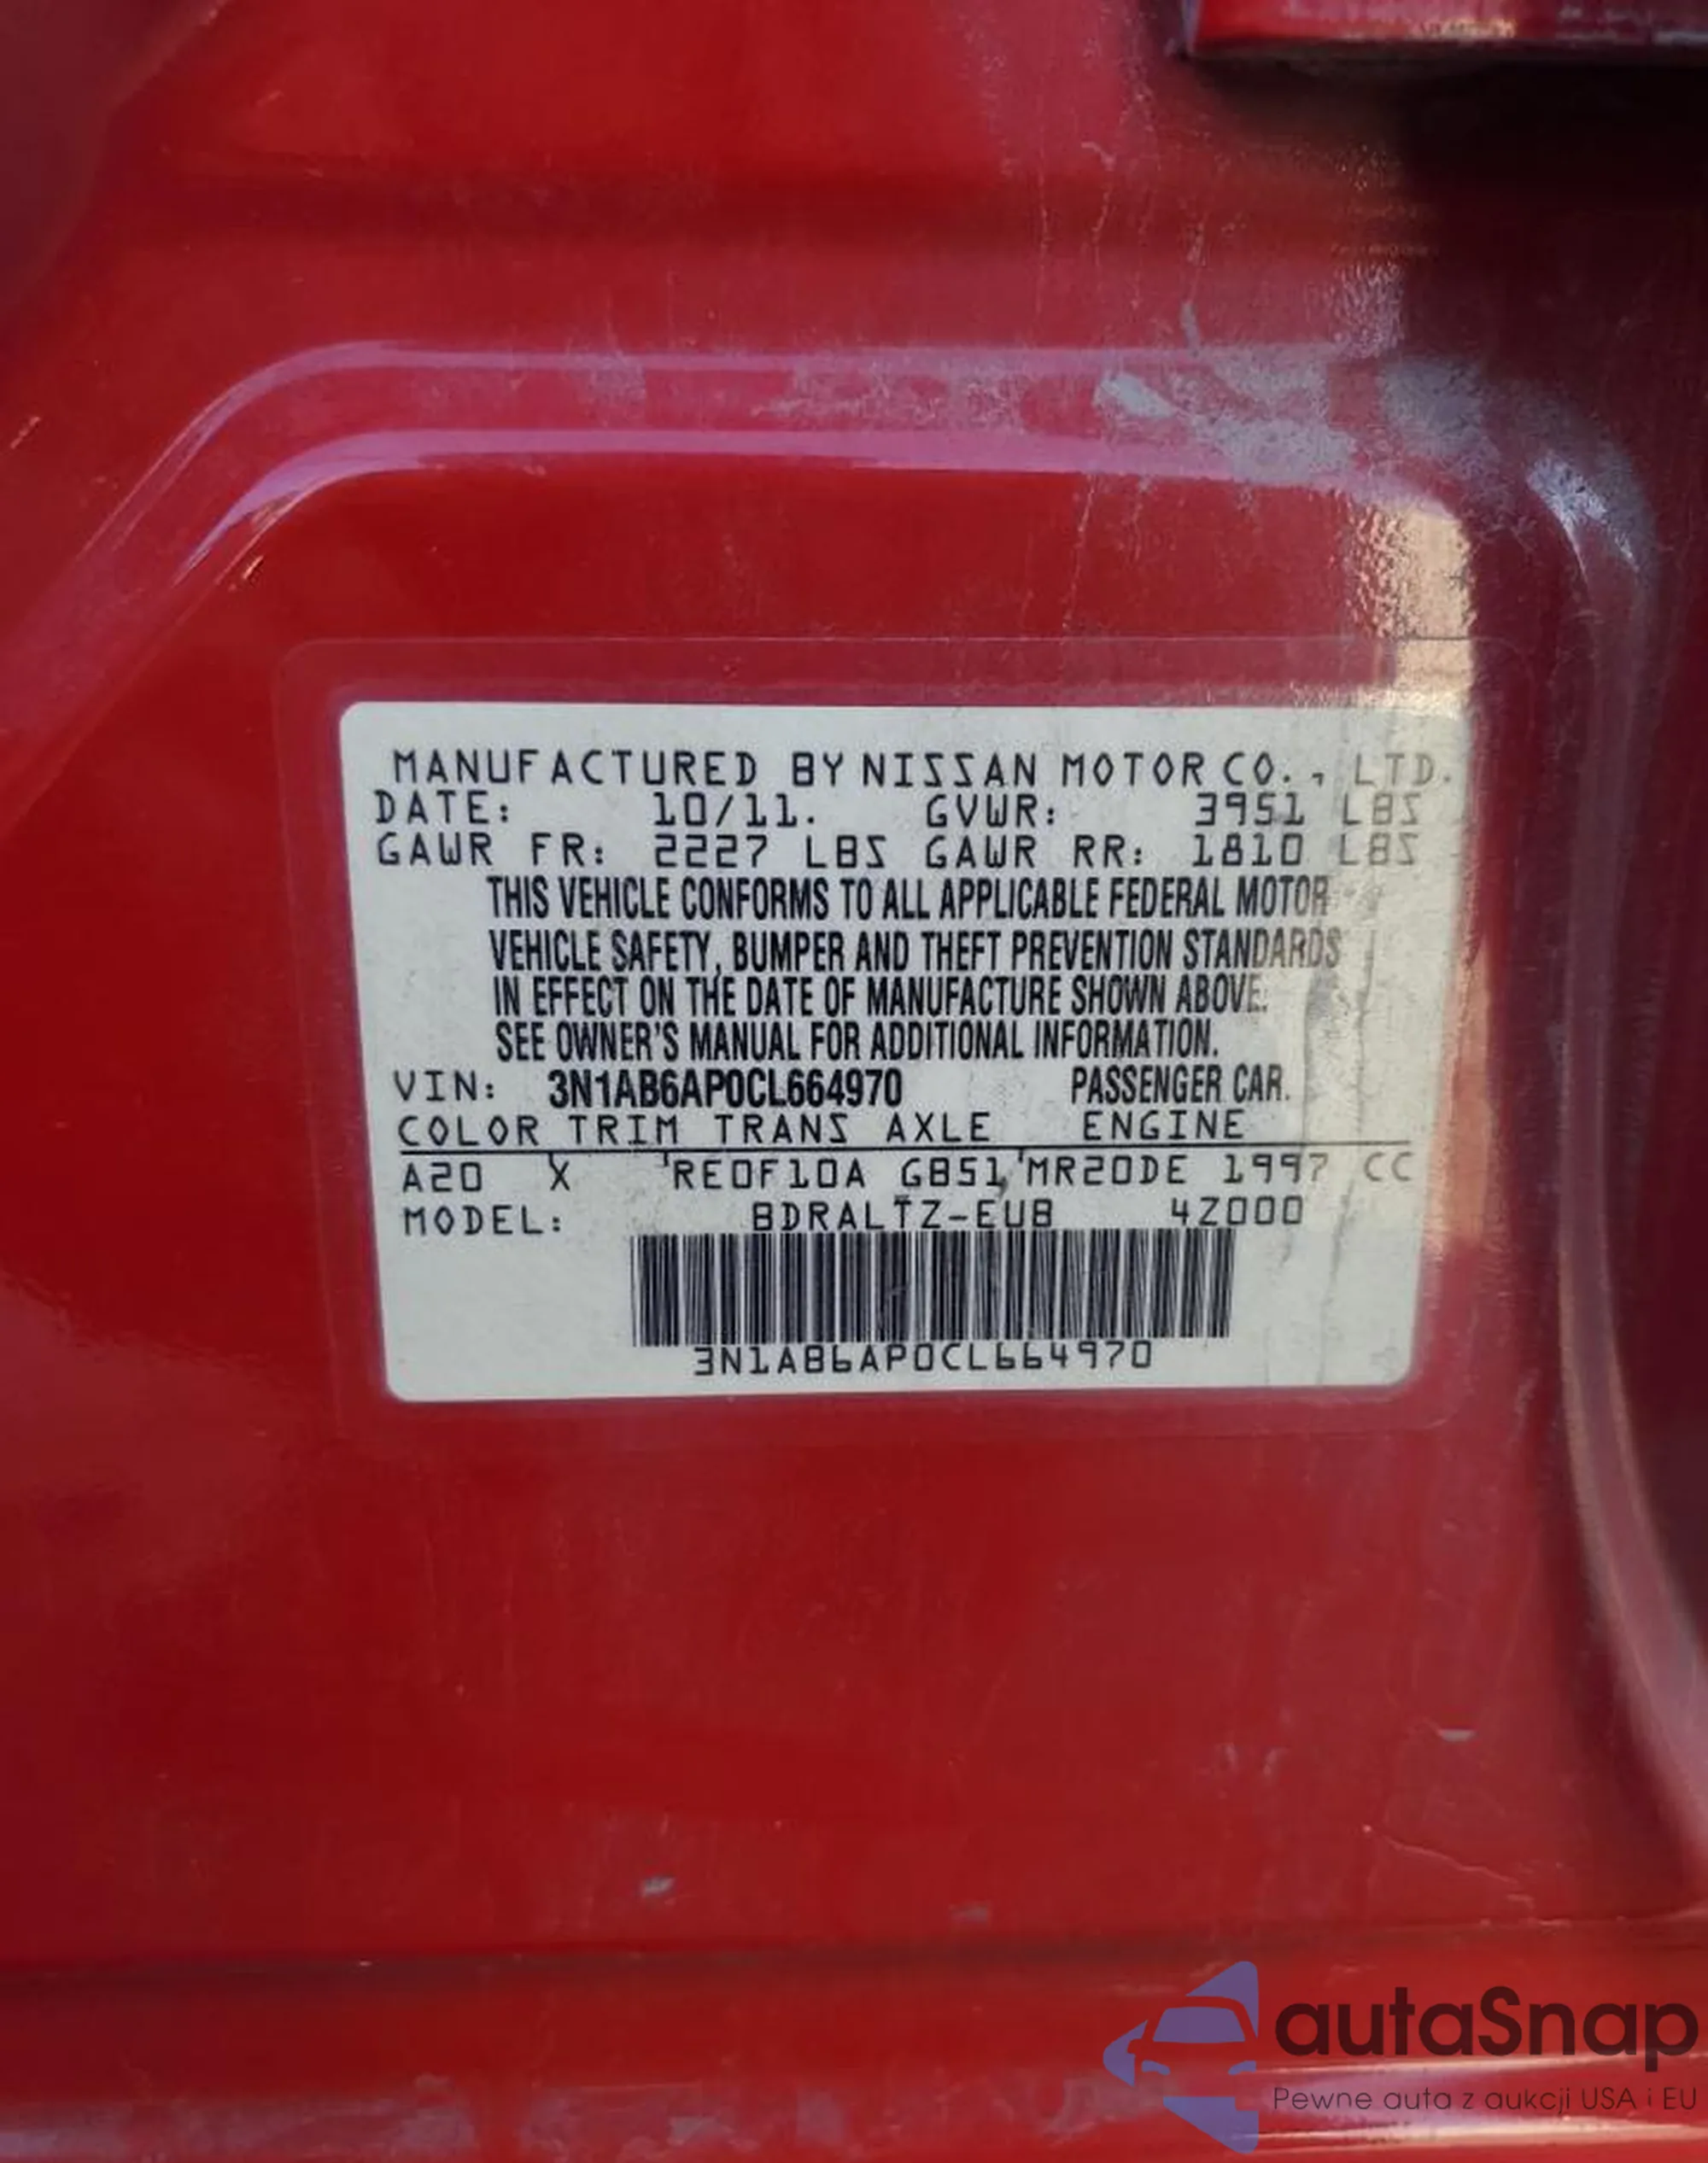 MANUFACTURED BY NISSAN MOTOR CO., LTD.
DATE: 10/11. GVWR: 3951 LBS
GAWR FR: 2227 LBS GAWR RR: 1810 LBS
THIS VEHICLE CONFORMS TO ALL APPLICABLE FEDERAL MOTOR
VEHICLE SAFETY, BUMPER AND THEFT PREVENTION STANDARDS
IN EFFECT ON THE DATE OF MANUFACTURE SHOWN ABOVE.
SEE OWNER'S MANUAL FOR ADDITIONAL INFORMATION.
VIN: 3N1AB6AP0CL664970 PASSENGER CAR.
COLOR TRIM TRANS AXLE ENGINE
A20 X RE0F10A GB51 MR20DE 1997 CC
MODEL: BDRALTZ-EUB 4Z000
3N1AB6AP0CL664970
autaSnap
Pewne auta z aukcji USA i EU